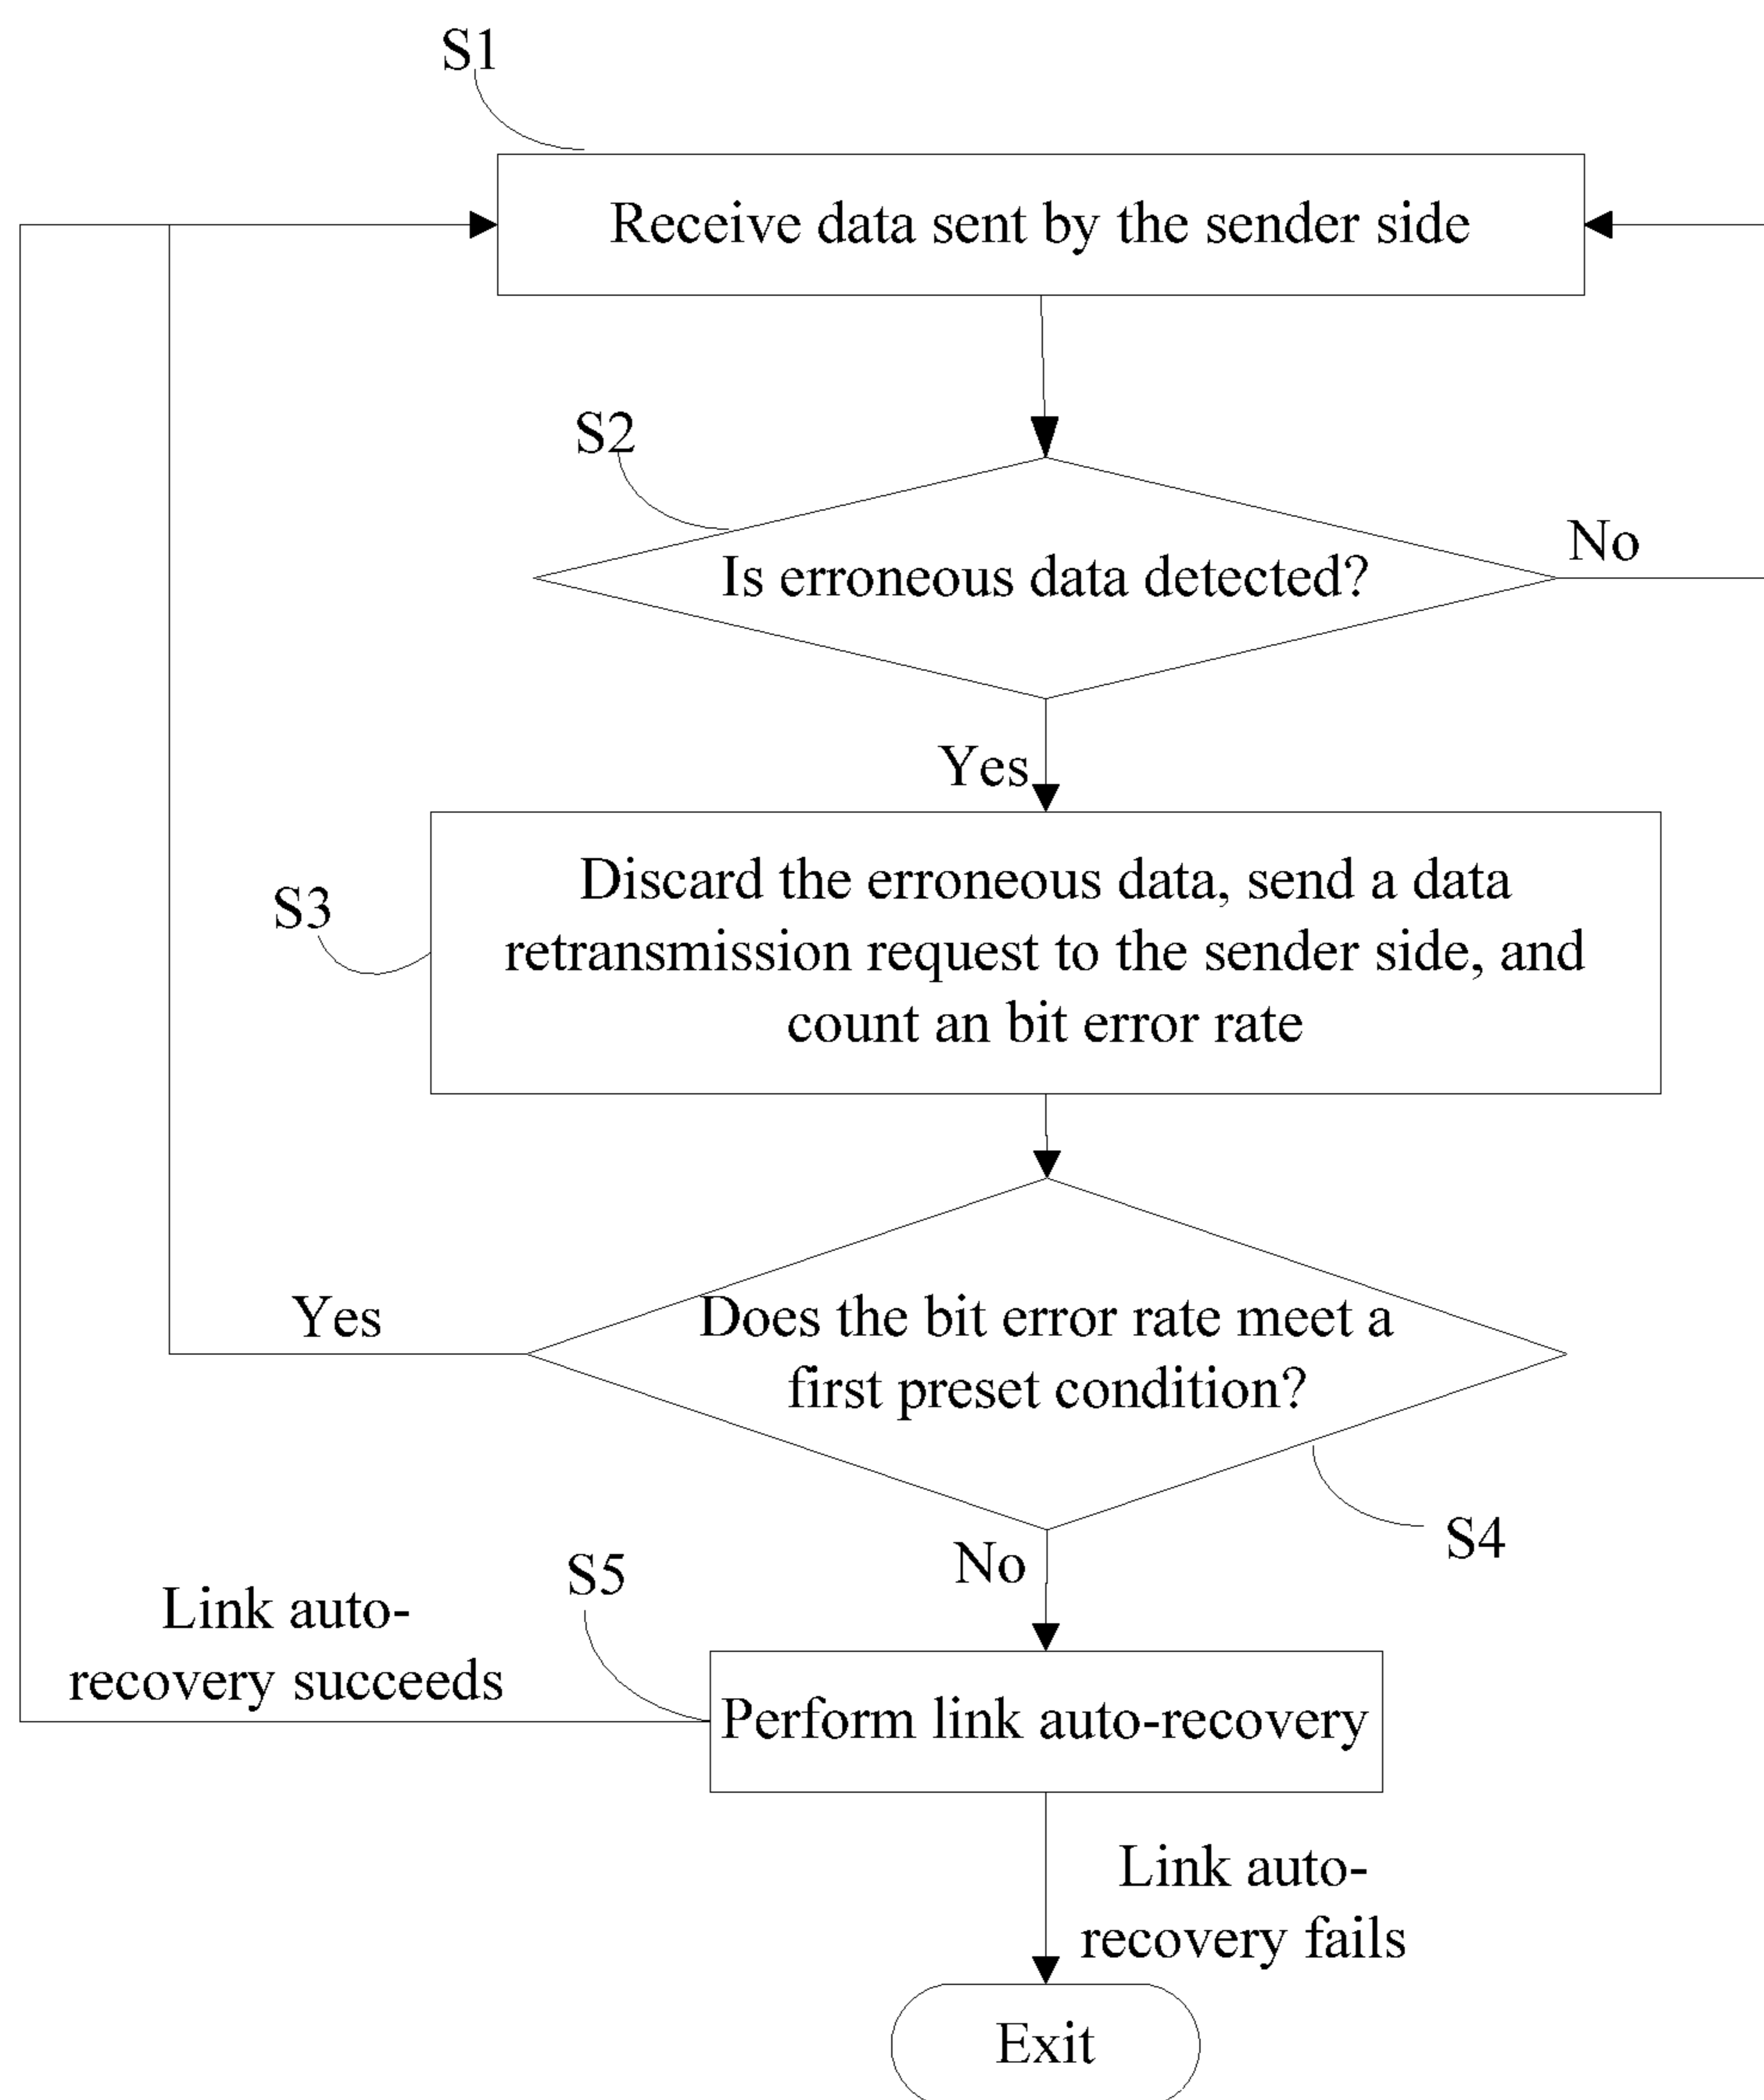 S1
Receive data sent by the sender side
S2
Is erroneous data detected?
No
Yes
S3
Discard the erroneous data, send a data
retransmission request to the sender side, and
count an bit error rate
Yes
Does the bit error rate meet a
first preset condition?
S4
No
S5
Link auto-
recovery succeeds
Perform link auto-recovery
Link auto-
recovery fails
Exit